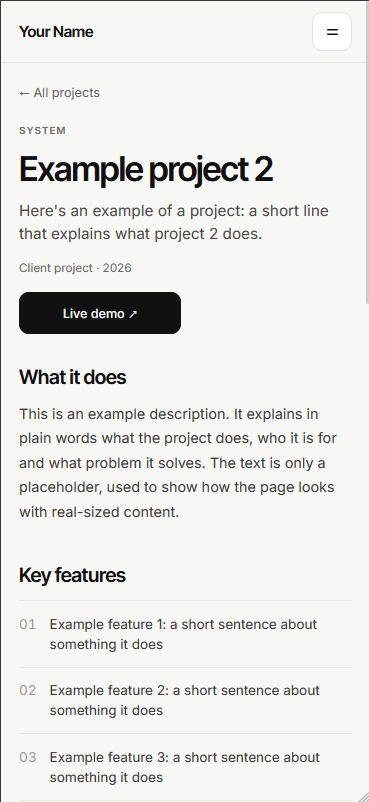 Your Name
← All projects
SYSTEM
Example project 2
Here's an example of a project: a short line
that explains what project 2 does.
Client project · 2026
Live demo ↗
What it does
This is an example description. It explains in
plain words what the project does, who it is for
and what problem it solves. The text is only a
placeholder, used to show how the page looks
with real-sized content.
Key features
01 Example feature 1: a short sentence about
something it does
02 Example feature 2: a short sentence about
something it does
03 Example feature 3: a short sentence about
something it does